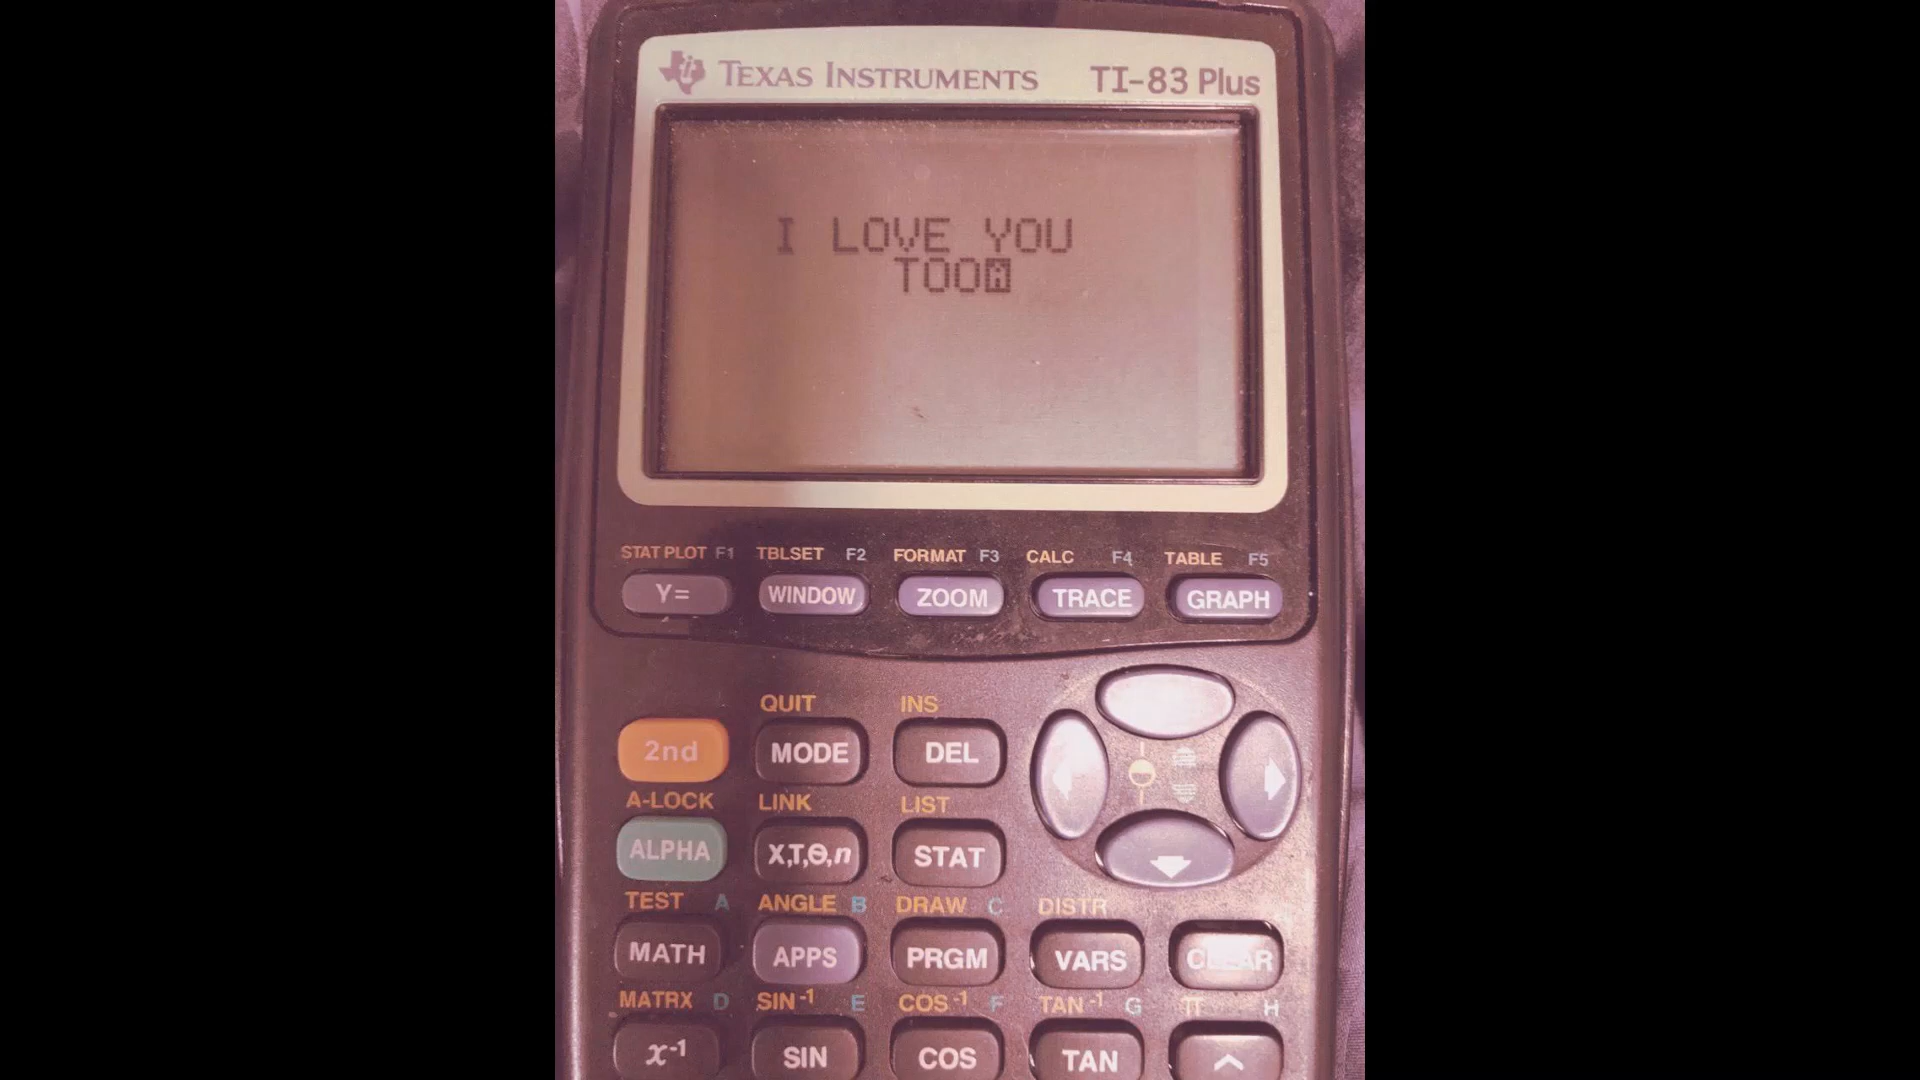 TEXAS INSTRUMENTS TI-83 Plus
I LOVE YOU
TOO
STAT PLOT F1 TBLSET F2 FORMAT F3 CALC F4 TABLE F5
Y= WINDOW ZOOM TRACE GRAPH
QUIT INS
2nd MODE DEL
A-LOCK LINK LIST
ALPHA X,T,Θ,n STAT
TEST A ANGLE B DRAW C DISTR
MATH APPS PRGM VARS CLEAR
MATRX D SIN⁻¹ E COS⁻¹ F TAN⁻¹ G π H
x⁻¹ SIN COS TAN ^